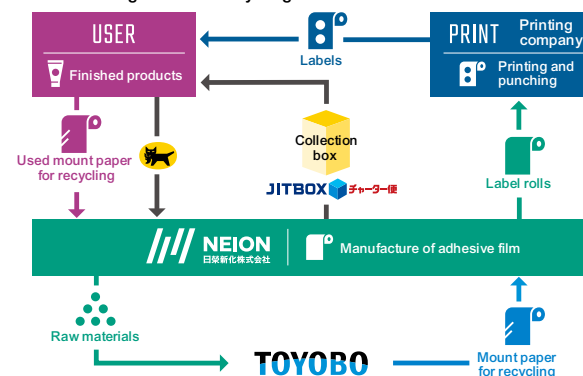 USER
Finished products
Labels
PRINT
Printing
company
Printing and
punching
Used mount paper
for recycling
Collection
box
JITBOX チャーター便
Label rolls
NEION
日榮新化株式会社
Manufacture of adhesive film
Raw materials
TOYOBO
Mount paper
for recycling